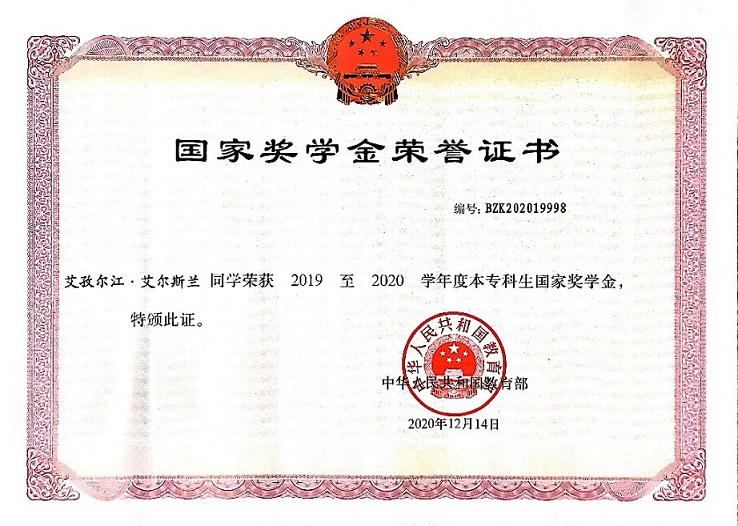 国家奖学金荣誉证书
编号: BZK202019998
艾孜尔江·艾尔斯兰 同学荣获 2019 至 2020 学年度本专科生国家奖学金，
特颁此证。
中华人民共和国教育部
中华人民共和国教育部
2020年12月14日